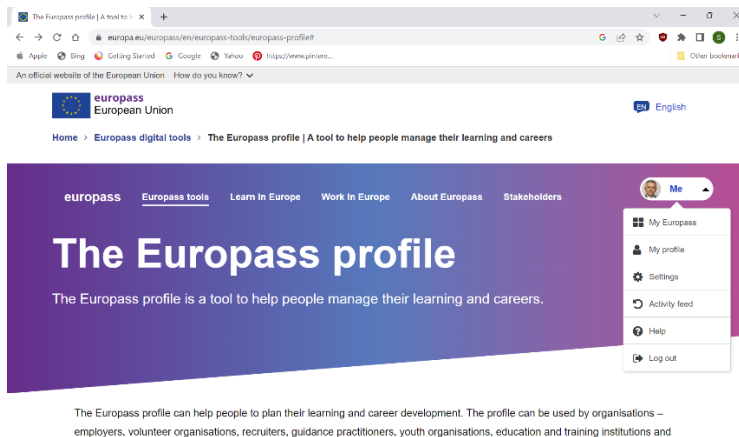 The Europass profile | A tool to h
europa.eu/europass/en/europass-tools/europass-profile#
Apple Bing Getting Started Google Yahoo https://www.pintere... Other bookmark
An official website of the European Union How do you know?
europass
European Union
EN English
Home > Europass digital tools > The Europass profile | A tool to help people manage their learning and careers
europass Europass tools Learn in Europe Work in Europe About Europass Stakeholders Me
My Europass
My profile
Settings
Activity feed
Help
Log out
The Europass profile
The Europass profile is a tool to help people manage their learning and careers.
The Europass profile can help people to plan their learning and career development. The profile can be used by organisations –
employers, volunteer organisations, recruiters, guidance practitioners, youth organisations, education and training institutions and